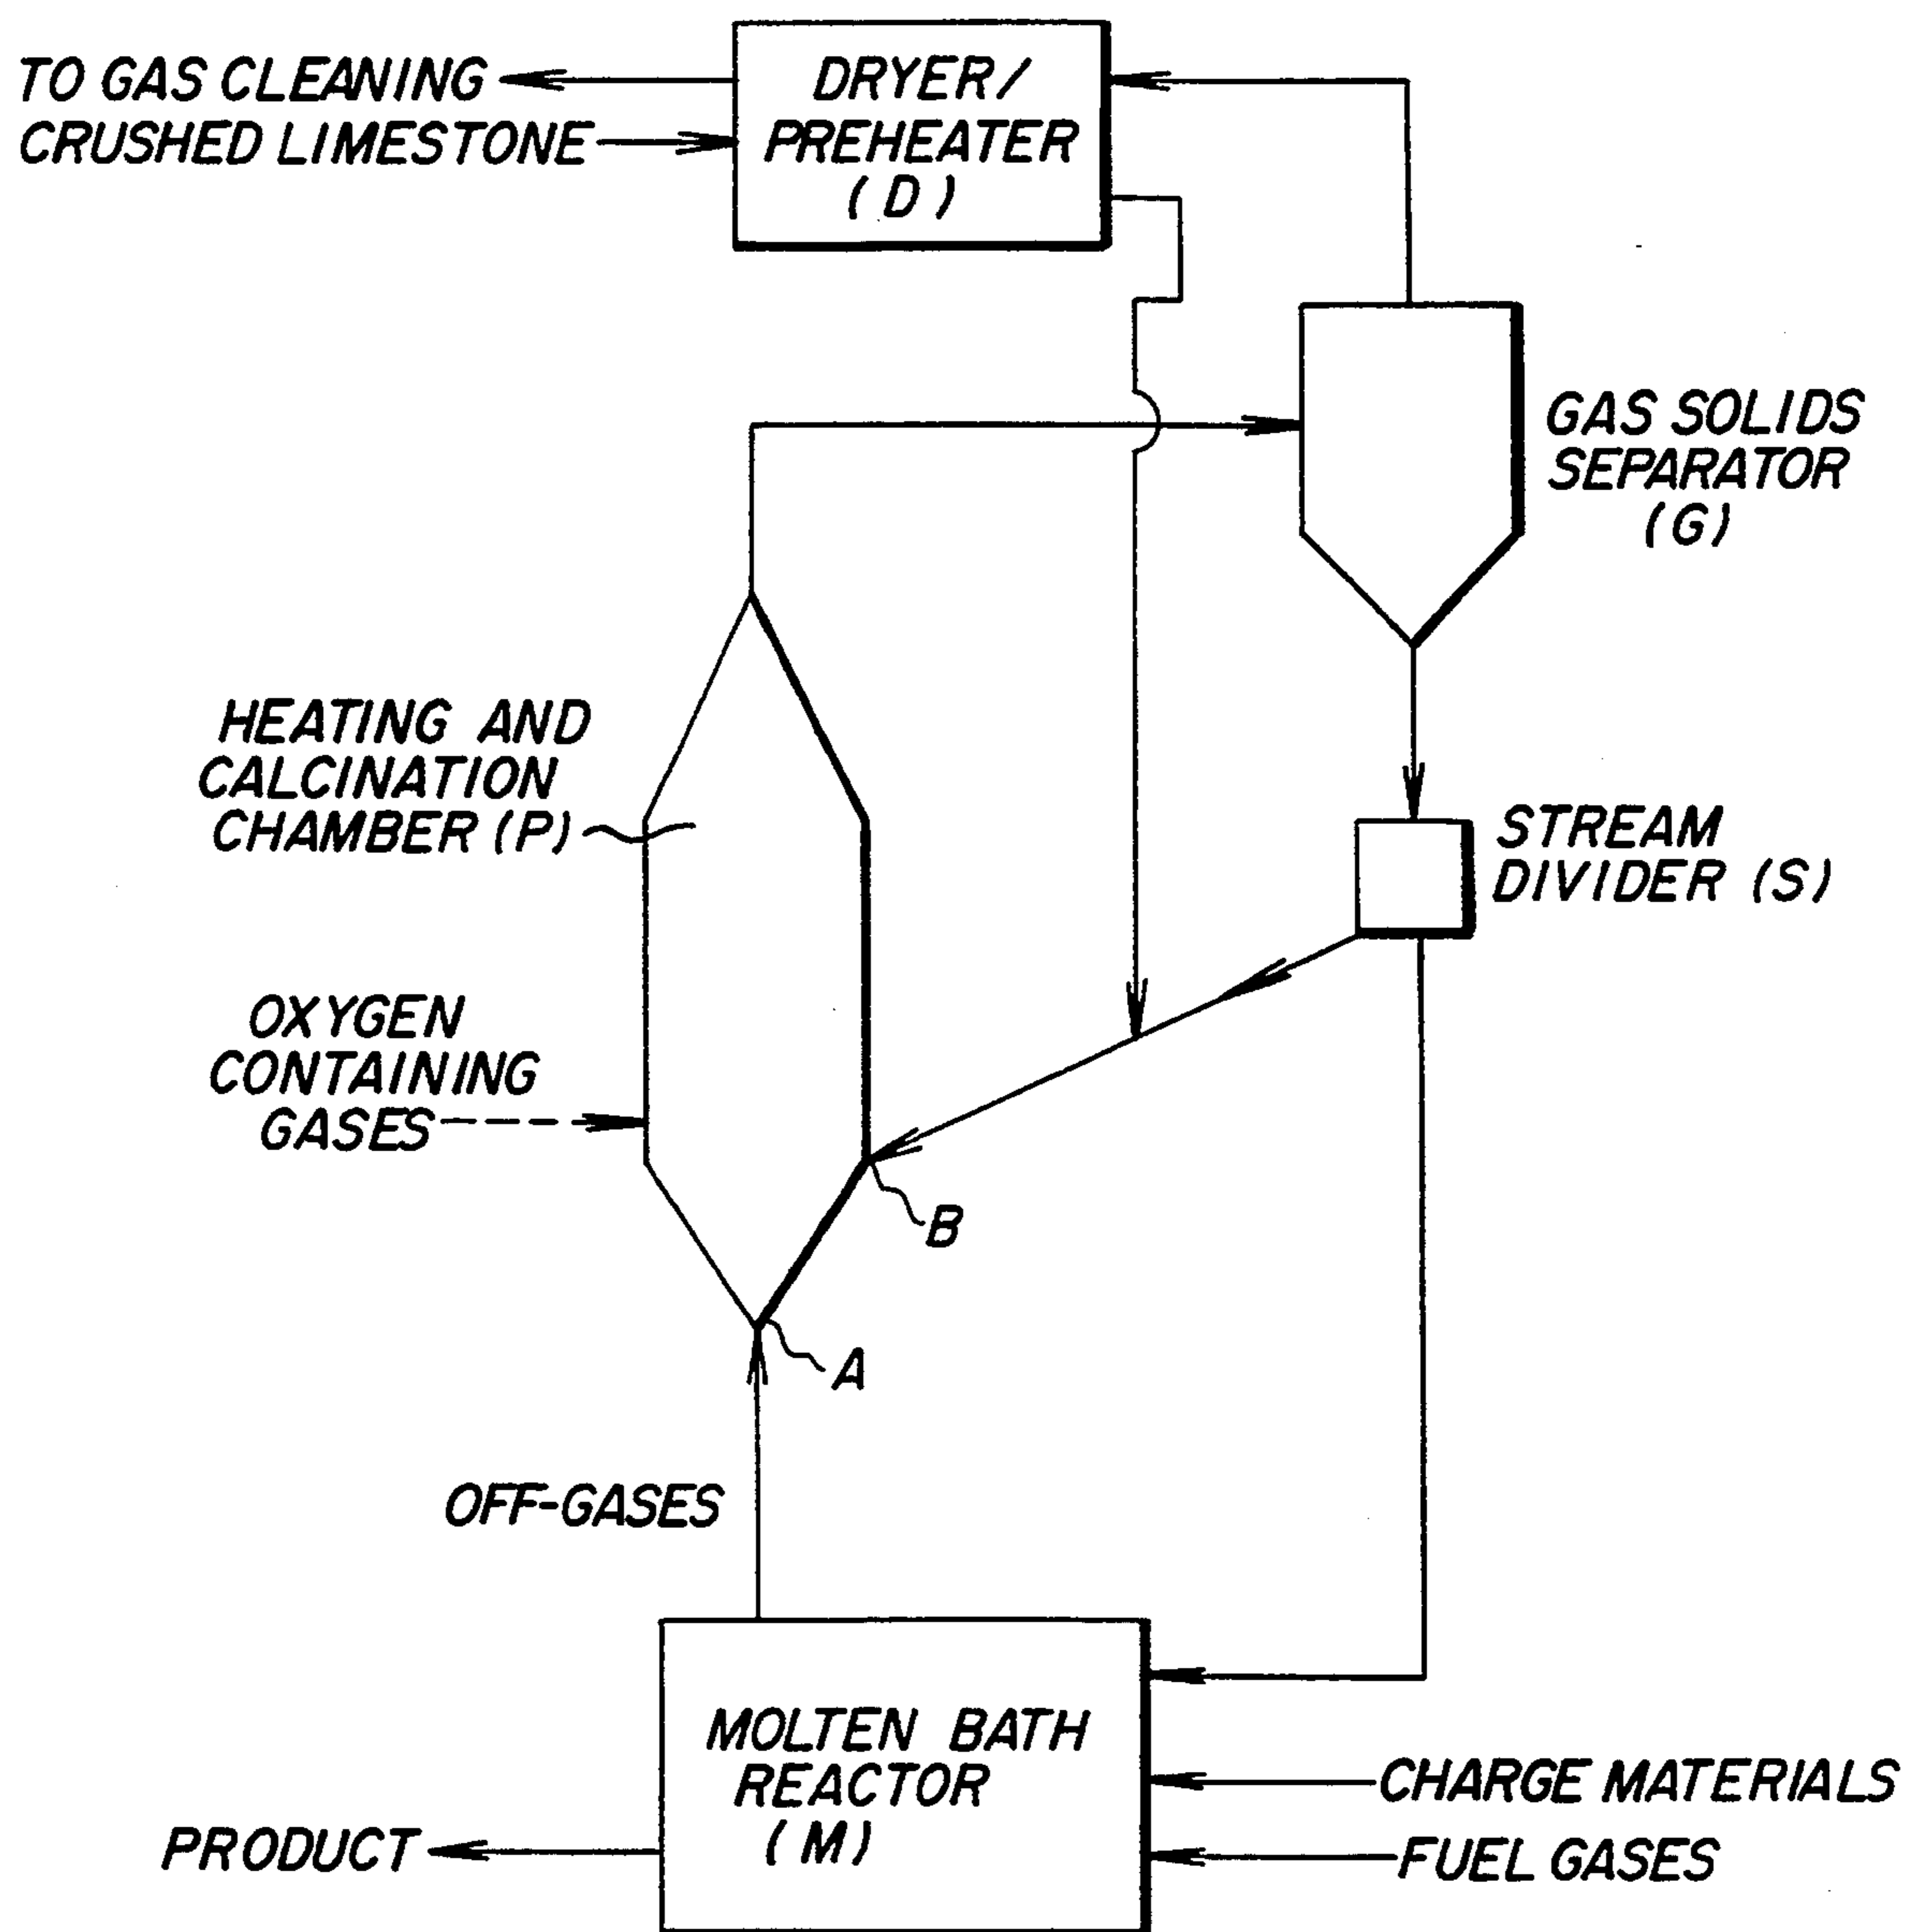 TO GAS CLEANING
CRUSHED LIMESTONE
DRYER/
PREHEATER
(D)
GAS SOLIDS
SEPARATOR
(G)
HEATING AND
CALCINATION
CHAMBER (P)
STREAM
DIVIDER (S)
OXYGEN
CONTAINING
GASES
B
A
OFF-GASES
MOLTEN BATH
REACTOR
(M)
CHARGE MATERIALS
FUEL GASES
PRODUCT